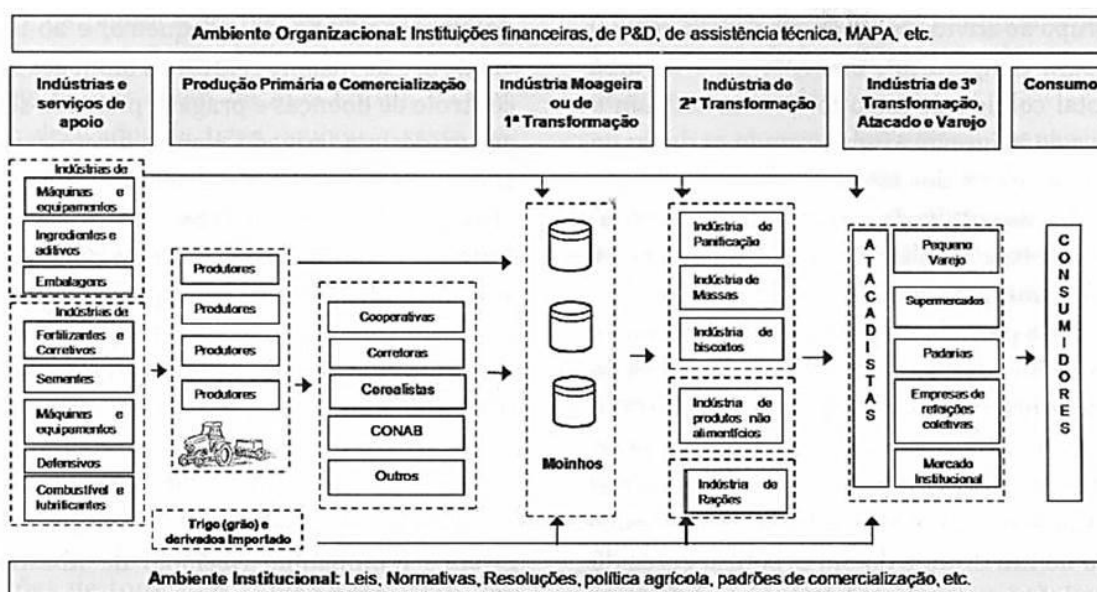 Ambiente Organizacional: Instituições financeiras, de P&D, de assistência técnica, MAPA, etc.
Indústrias e
serviços de
apoio
Produção Primária e Comercialização
Indústria Moageira
ou de
1ª Transformação
Indústria de
2ª Transformação
Indústria de 3ª
Transformação,
Atacado e Varejo
Consumo
Indústrias de
Máquinas e
equipamentos
Ingredientes e
aditivos
Embalagens
Indústrias de
Fertilizantes e
Corretivos
Sementes
Máquinas e
equipamentos
Defensivos
Combustível e
lubrificantes
Produtores
Produtores
Produtores
Produtores
Cooperativas
Corretoras
Cerealistas
CONAB
Outros
Trigo (grão) e
derivados Importado
Moinhos
Indústria de
Panificação
Indústria de
Massas
Indústria de
biscoitos
Indústria de
produtos não
alimentícios
Indústria de
Rações
ATACADISTAS
Pequeno
Varejo
Supermercados
Padarias
Empresas de
refeições
coletivas
Mercado
Institucional
CONSUMIDORES
Ambiente Institucional: Leis, Normativas, Resoluções, política agrícola, padrões de comercialização, etc.